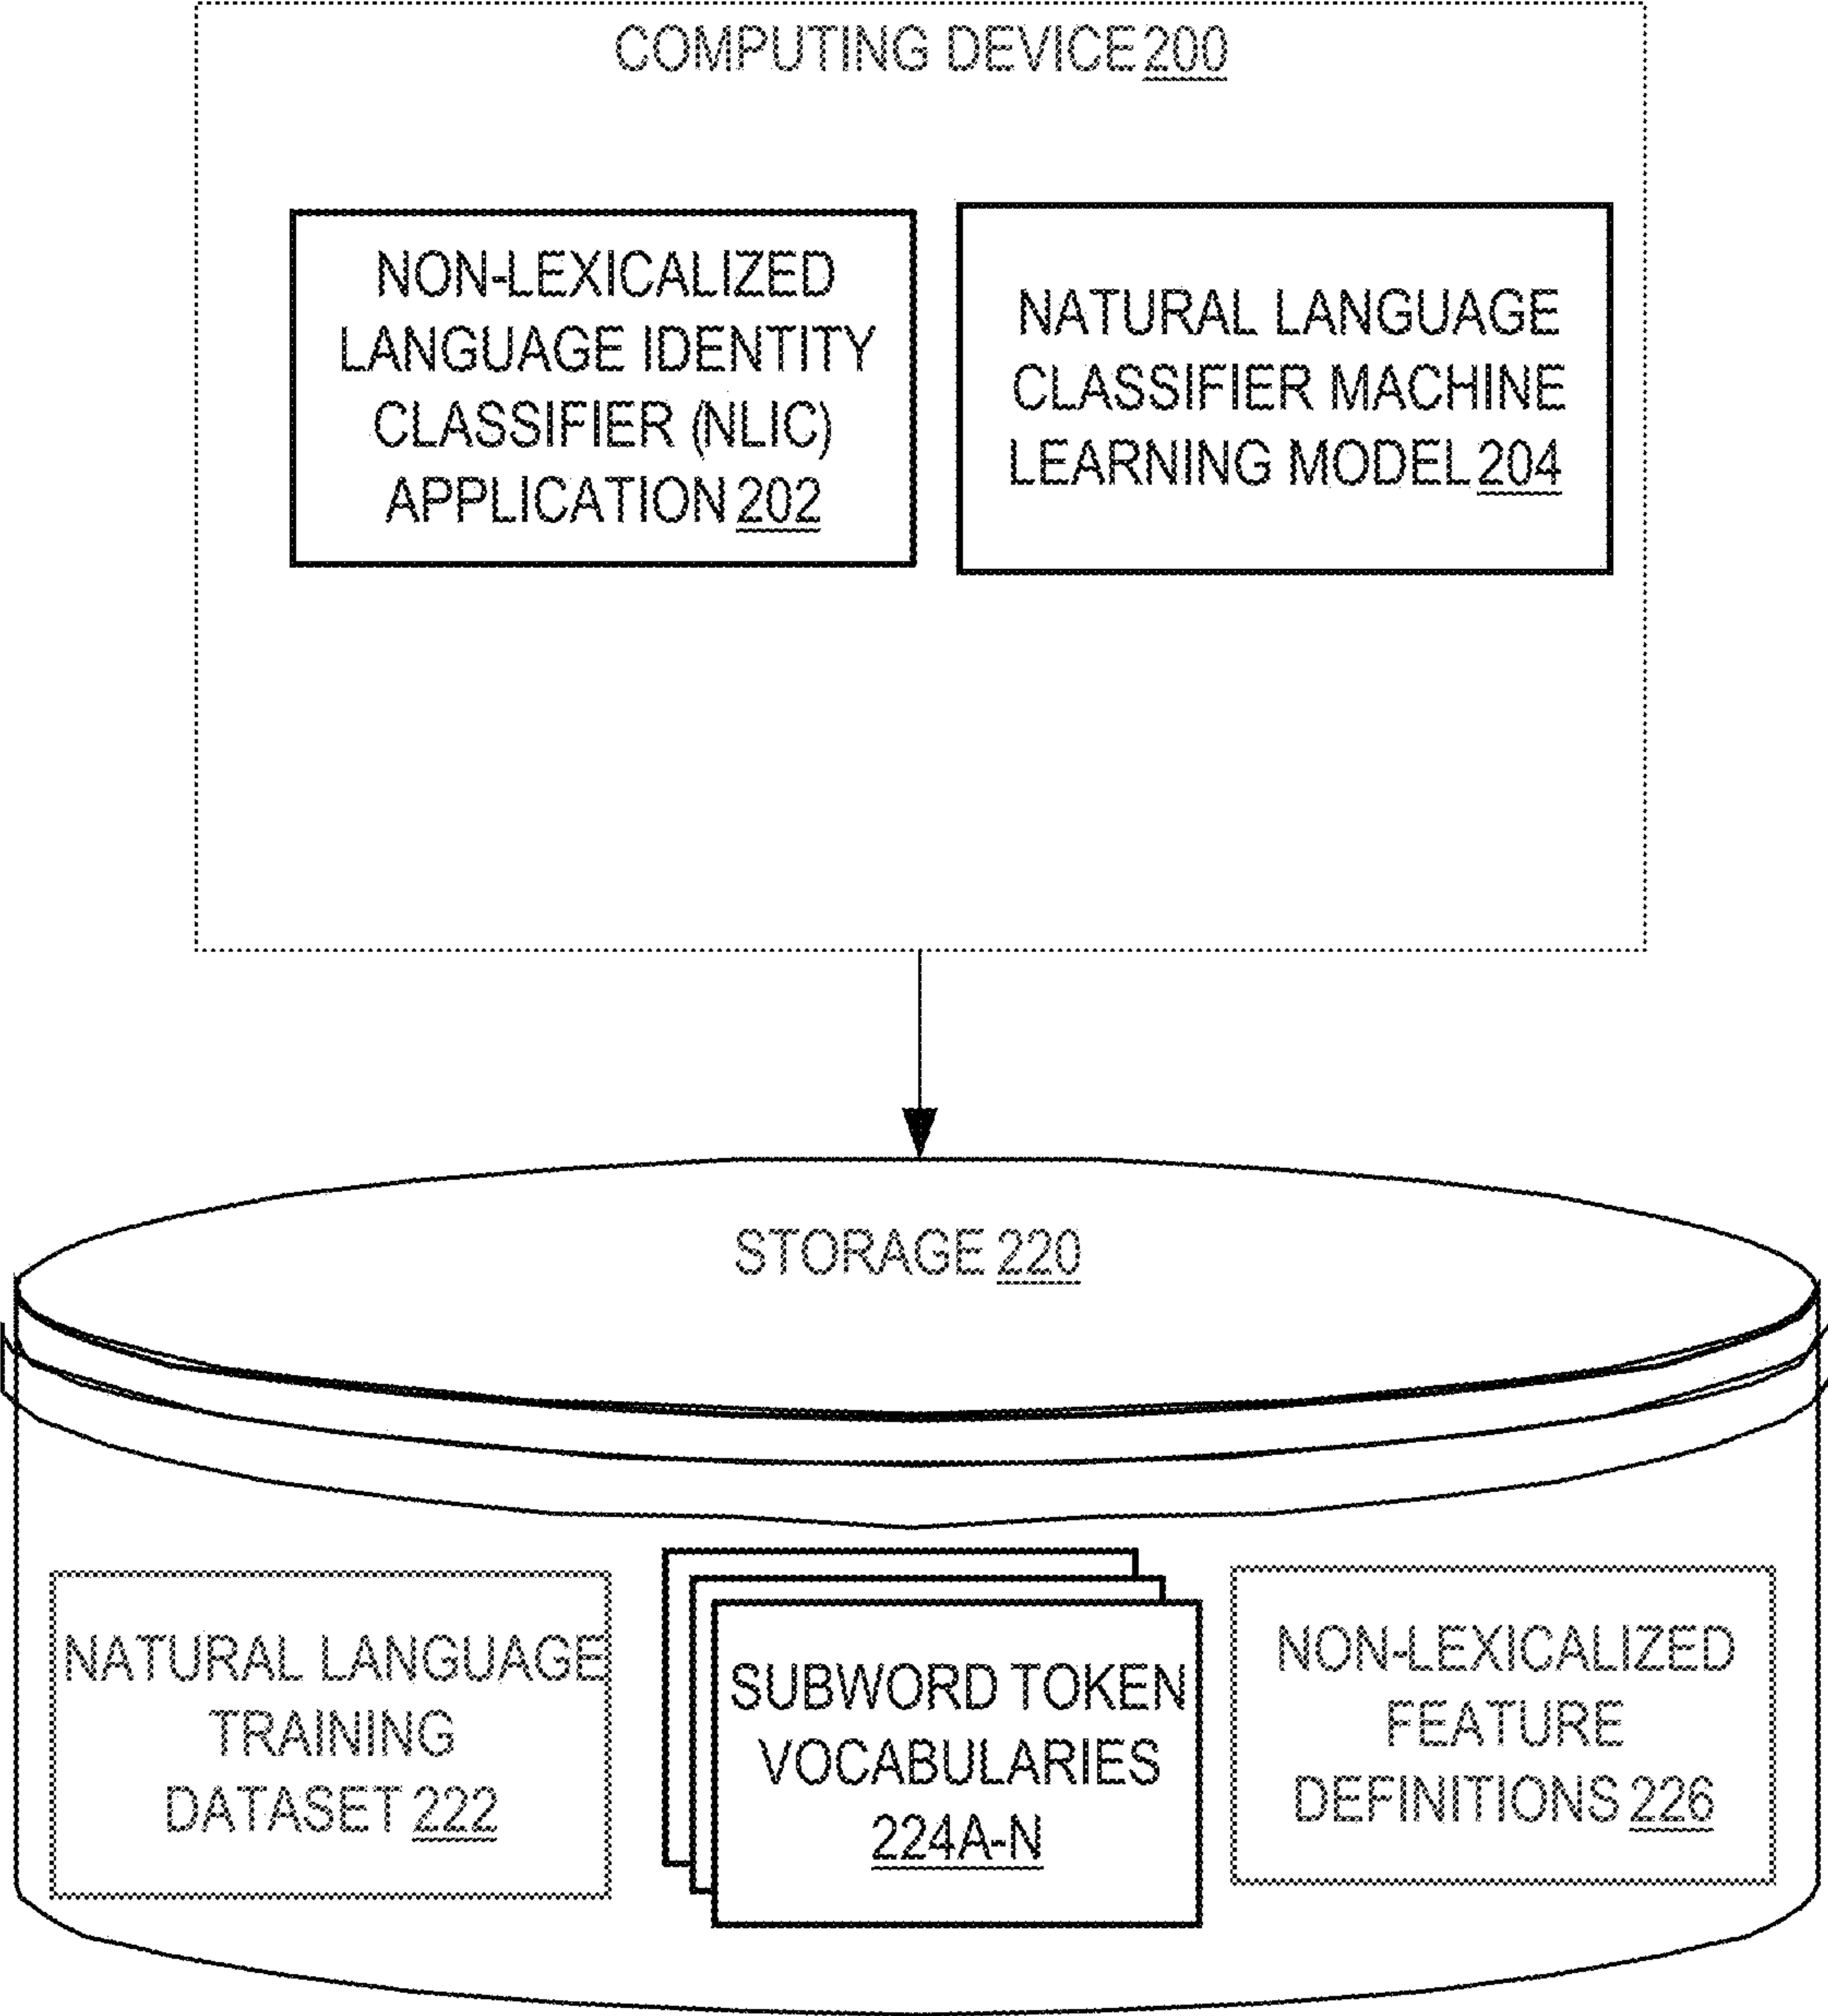 COMPUTING DEVICE 200
NON-LEXICALIZED
LANGUAGE IDENTITY
CLASSIFIER (NLIC)
APPLICATION 202
NATURAL LANGUAGE
CLASSIFIER MACHINE
LEARNING MODEL 204
STORAGE 220
NATURAL LANGUAGE
TRAINING
DATASET 222
SUBWORD TOKEN
VOCABULARIES
224A-N
NON-LEXICALIZED
FEATURE
DEFINITIONS 226